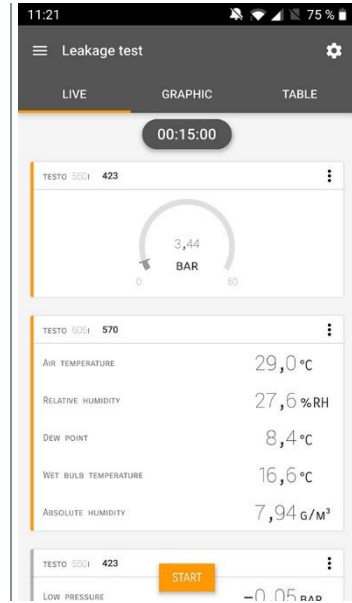 11:21 75 %
Leakage test
LIVE GRAPHIC TABLE
00:15:00
TESTO 550I 423
3,44
BAR
0 60
TESTO 605I 570
AIR TEMPERATURE 29,0 °C
RELATIVE HUMIDITY 27,6 %RH
DEW POINT 8,4 °C
WET BULB TEMPERATURE 16,6 °C
ABSOLUTE HUMIDITY 7,94 G/M³
TESTO 550I 423
START
LOW PRESSURE -0,05 BAR